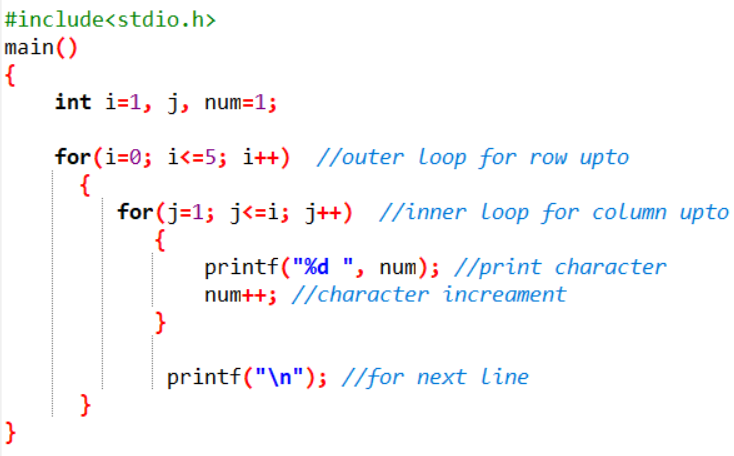 #include<stdio.h>
main()
{
int i=1, j, num=1;
for(i=0; i<=5; i++) //outer loop for row upto
{
for(j=1; j<=i; j++) //inner loop for column upto
{
printf("%d ", num); //print character
num++; //character increament
}
printf("\n"); //for next line
}
}